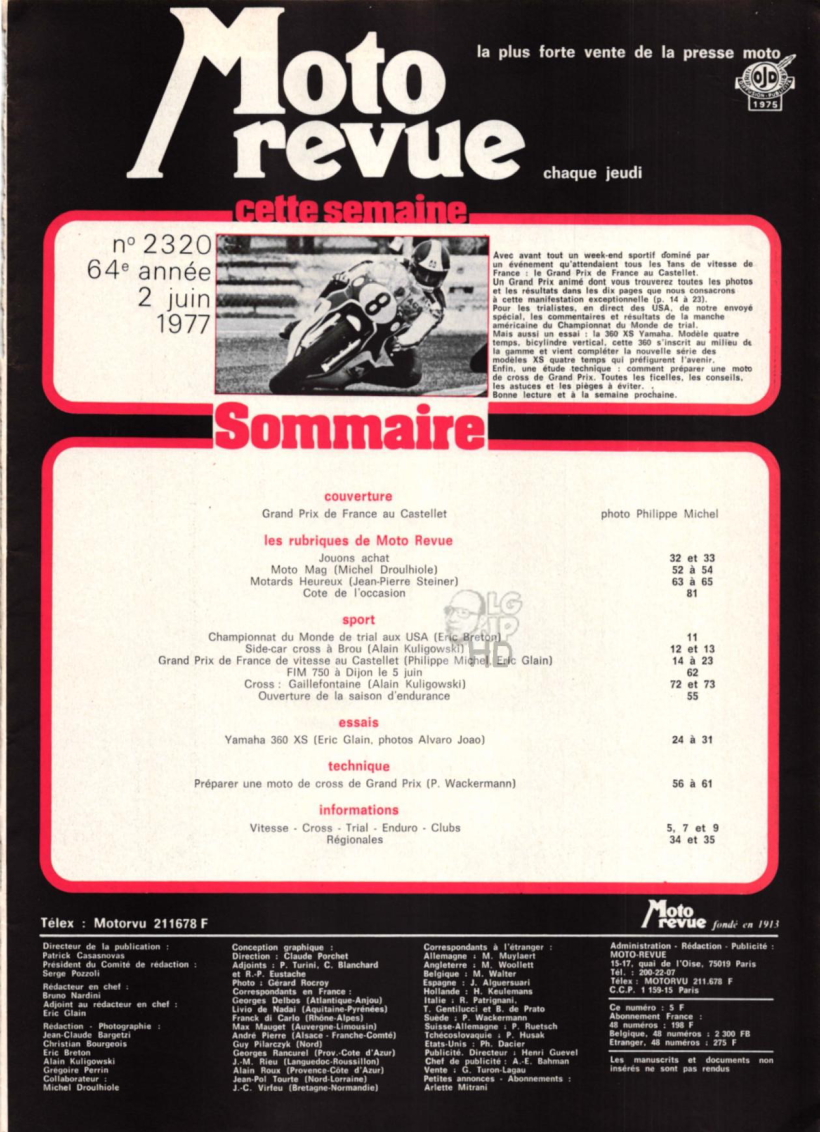 Moto
revue
la plus forte vente de la presse moto
OJD
1975
chaque jeudi
cette semaine
n° 2320
64e année
2 juin
1977
8
Avec avant tout un week-end sportif dominé par
un événement qu'attendaient tous les fans de vitesse de
France : le Grand Prix de France au Castellet.
Un Grand Prix animé dont vous trouverez toutes les photos
et les résultats dans les dix pages que nous consacrons
à cette manifestation exceptionnelle (p. 14 à 23).
Pour les trialistes, en direct des USA, de notre envoyé
spécial, les commentaires et résultats de la manche
américaine du Championnat du Monde de trial.
Mais aussi un essai : la 360 XS Yamaha. Modèle quatre
temps, bicylindre vertical, cette 360 s'inscrit au milieu de
la gamme et vient compléter la nouvelle série des
modèles XS quatre temps qui préfigurent l'avenir.
Enfin, une étude technique : comment préparer une moto
de cross de Grand Prix. Toutes les ficelles, les conseils,
les astuces et les pièges à éviter.
Bonne lecture et à la semaine prochaine.
Sommaire
couverture
Grand Prix de France au Castellet photo Philippe Michel
les rubriques de Moto Revue
Jouons achat 32 et 33
Moto Mag (Michel Droulhiole) 52 à 54
Motards Heureux (Jean-Pierre Steiner) 63 à 65
Cote de l'occasion 81
sport
Championnat du Monde de trial aux USA (Eric Breton) 11
Side-car cross à Brou (Alain Kuligowski) 12 et 13
Grand Prix de France de vitesse au Castellet (Philippe Michel, Eric Glain) 14 à 23
FIM 750 à Dijon le 5 juin 62
Cross : Gaillefontaine (Alain Kuligowski) 72 et 73
Ouverture de la saison d'endurance 55
essais
Yamaha 360 XS (Eric Glain, photos Alvaro Joao) 24 à 31
technique
Préparer une moto de cross de Grand Prix (P. Wackermann) 56 à 61
informations
Vitesse - Cross - Trial - Enduro - Clubs 5, 7 et 9
Régionales 34 et 35
HD
Télex : Motorvu 211678 F
Moto
revue fondé en 1913
Directeur de la publication :
Patrick Casasnovas
Président du Comité de rédaction :
Serge Pozzoli
Rédacteur en chef :
Bruno Nardini
Adjoint au rédacteur en chef :
Eric Glain
Rédaction - Photographie :
Jean-Claude Bargetzi
Christian Bourgeois
Eric Breton
Alain Kuligowski
Grégoire Perrin
Collaborateur :
Michel Droulhiole
Conception graphique :
Direction : Claude Porchet
Adjoints : P. Turini, C. Blanchard
et R.-P. Eustache
Photo : Gérard Rocroy
Correspondants en France :
Georges Delbos (Atlantique-Anjou)
Livio de Nadai (Aquitaine-Pyrénées)
Franck di Carlo (Rhône-Alpes)
Max Mauget (Auvergne-Limousin)
André Pierre (Alsace - Franche-Comté)
Guy Pilarczyk (Nord)
Georges Rancurel (Prov.-Cote d'Azur)
J.-M. Rieu (Languedoc-Roussillon)
Alain Roux (Provence-Côte d'Azur)
Jean-Pol Tourte (Nord-Lorraine)
J.-C. Virfeu (Bretagne-Normandie)
Correspondants à l'étranger :
Allemagne : M. Muylaert
Angleterre : M. Woollett
Belgique : M. Walter
Espagne : J. Alguersuari
Hollande : H. Keulemans
Italie : R. Patrignani,
T. Gentilucci et B. de Prato
Suède : P. Wackermann
Suisse-Allemagne : P. Ruetsch
Tchécoslovaquie : P. Husak
Etats-Unis : Ph. Dacier
Publicité. Directeur : Henri Guevel
Chef de publicité : A.-E. Bahman
Vente : G. Turon-Lagau
Petites annonces - Abonnements :
Arlette Mitrani
Administration - Rédaction - Publicité :
MOTO-REVUE
15-17, quai de l'Oise, 75019 Paris
Tél. : 200-22-07
Télex : MOTORVU 211.678 F
C.C.P. 1 159-15 Paris
Ce numéro : 5 F
Abonnement France :
48 numéros : 198 F
Belgique, 48 numéros : 2 300 FB
Etranger, 48 numéros : 275 F
Les manuscrits et documents non
insérés ne sont pas rendus